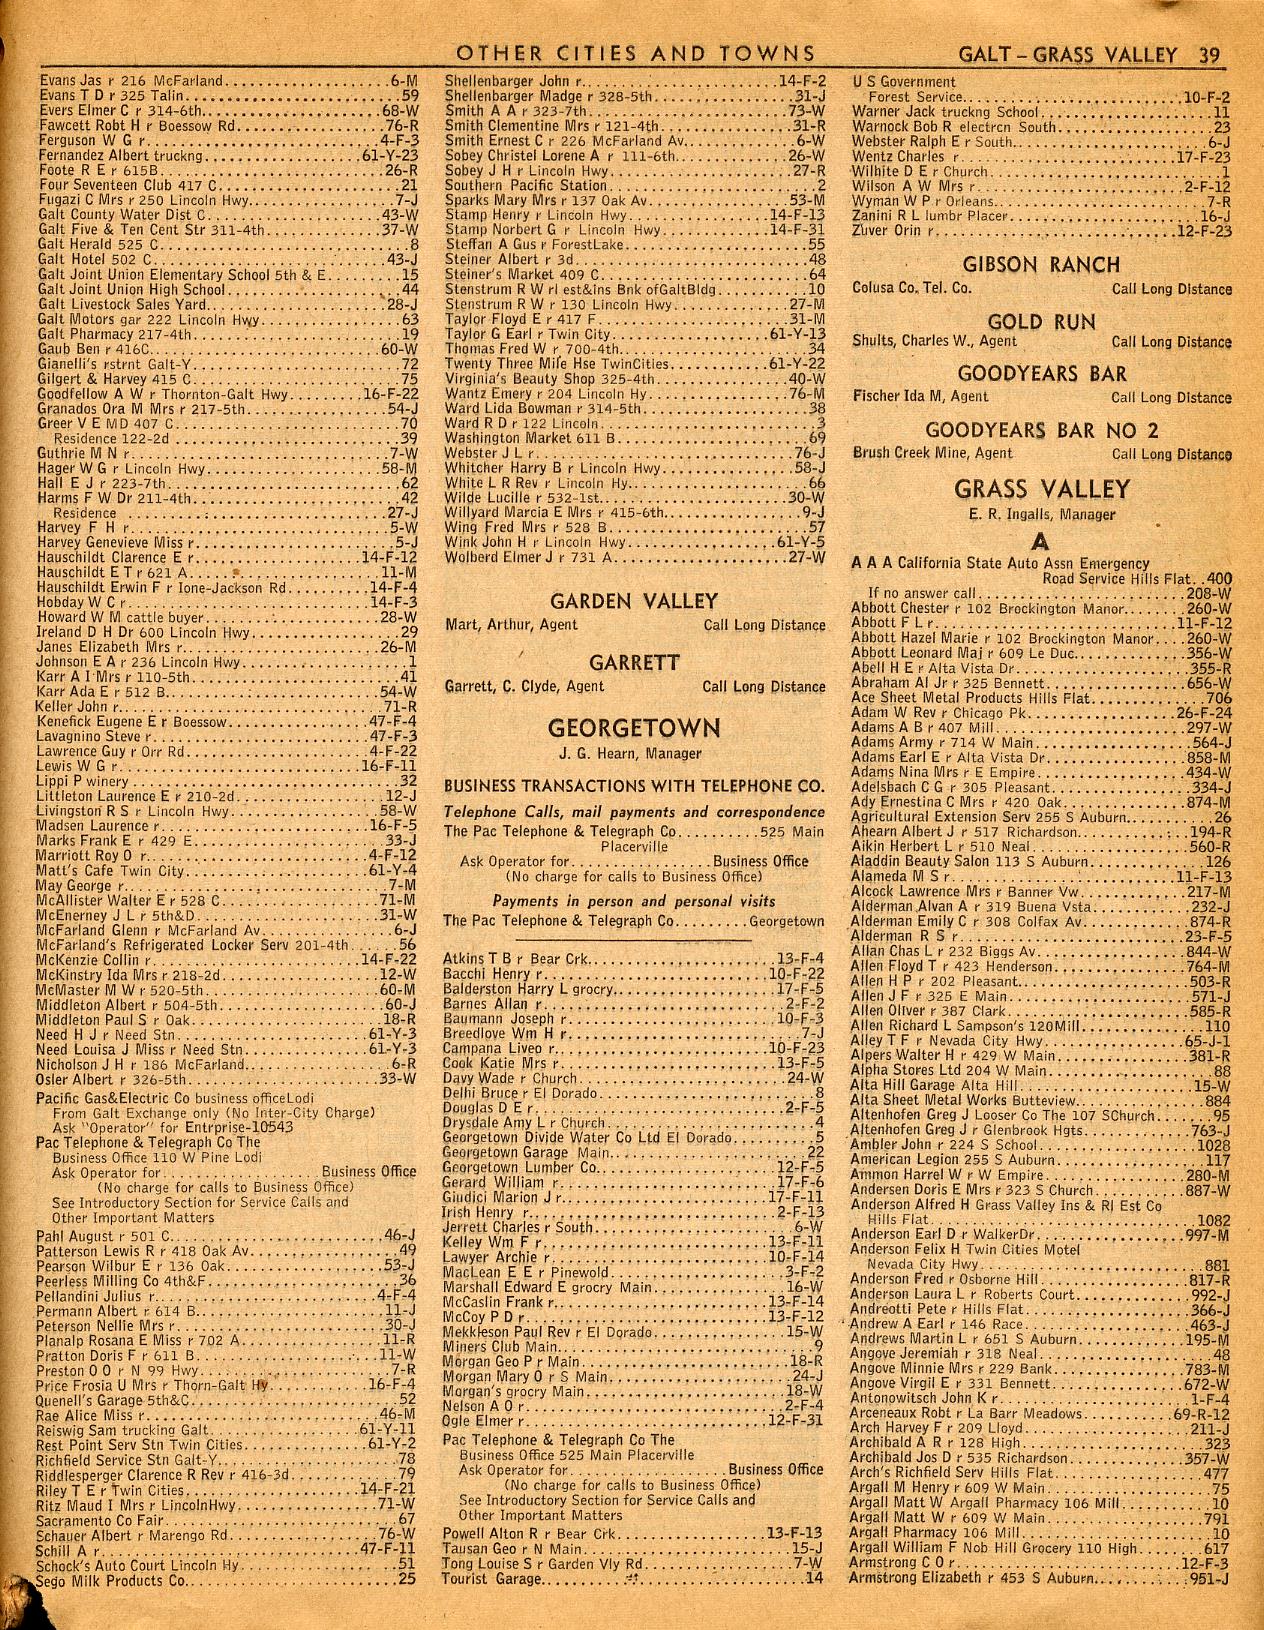 OTHER CITIES AND TOWNS
GALT – GRASS VALLEY 39
Evans Jas r 216 McFarland 6-M
Evans T D r 325 Talin 59
Evers Elmer C r 314-6th 68-W
Fawcett Robt H r Boessow Rd 76-R
Ferguson W G r 4-F-3
Fernandez Albert truckng 61-Y-23
Foote R E r 615B 26-R
Four Seventeen Club 417 C 21
Fugazi C Mrs r 250 Lincoln Hwy 7-J
Galt County Water Dist C 43-W
Galt Five & Ten Cent Str 311-4th 37-W
Galt Herald 525 C 8
Galt Hotel 502 C 43-J
Galt Joint Union Elementary School 5th & E 15
Galt Joint Union High School 44
Galt Livestock Sales Yard 28-J
Galt Motors gar 222 Lincoln Hwy 63
Galt Pharmacy 217-4th 19
Gaub Ben r 416C 60-W
Gianelli's rstrnt Galt-Y 72
Gilgert & Harvey 415 C 75
Goodfellow A W r Thornton-Galt Hwy 16-F-22
Granados Ora M Mrs r 217-5th 54-J
Greer V E MD 407 C 70
Residence 122-2d 39
Guthrie M N r 7-W
Hager W G r Lincoln Hwy 58-M
Hall E J r 223-7th 62
Harms F W Dr 211-4th 42
Residence 27-J
Harvey F H r 5-W
Harvey Genevieve Miss r 5-J
Hauschildt Clarence E r 14-F-12
Hauschildt E T r 621 A 11-M
Hauschildt Erwin F r Ione-Jackson Rd 14-F-4
Hobday W C r 14-F-3
Howard W M cattle buyer 28-W
Ireland D H Dr 600 Lincoln Hwy 29
Janes Elizabeth Mrs r 26-M
Johnson E A r 236 Lincoln Hwy 1
Karr A I Mrs r 110-5th 41
Karr Ada E r 512 B 54-W
Keller John r 71-R
Kenefick Eugene E r Boessow 47-F-4
Lavagnino Steve r 47-F-3
Lawrence Guy r Orr Rd 4-F-22
Lewis W G r 16-F-11
Lippi P winery 32
Littleton Laurence E r 210-2d 12-J
Livingston R S r Lincoln Hwy 58-W
Madsen Laurence r 16-F-5
Marks Frank E r 429 E 33-J
Marriott Roy O r 4-F-12
Matt's Cafe Twin City 61-Y-4
May George r 7-M
McAllister Walter E r 528 C 71-M
McEnerney J L r 5th&D 31-W
McFarland Glenn r McFarland Av 6-J
McFarland's Refrigerated Locker Serv 201-4th 56
McKenzie Collin r 14-F-22
McKinstry Ida Mrs r 218-2d 12-W
McMaster M W r 520-5th 60-M
Middleton Albert r 504-5th 60-J
Middleton Paul S r Oak 18-R
Need H J r Need Stn 61-Y-3
Need Louisa J Miss r Need Stn 61-Y-3
Nicholson J H r 186 McFarland 6-R
Osler Albert r 326-5th 33-W
Pacific Gas&Electric Co business officeLodi
From Galt Exchange only (No Inter-City Charge)
Ask "Operator" for Entrprise-10543
Pac Telephone & Telegraph Co The
Business Office 110 W Pine Lodi
Ask Operator for Business Office
(No charge for calls to Business Office)
See Introductory Section for Service Calls and
Other Important Matters
Pahl August r 501 C 46-J
Patterson Lewis R r 418 Oak Av 49
Pearson Wilbur E r 136 Oak 53-J
Peerless Milling Co 4th&F 36
Pellandini Julius r 4-F-4
Permann Albert r 614 B 11-J
Peterson Nellie Mrs r 30-J
Planalp Rosana E Miss r 702 A 11-R
Pratton Doris F r 611 B 11-W
Preston O O r N 99 Hwy 7-R
Price Frosia U Mrs r Thorn-Galt Hy 16-F-4
Quenell's Garage 5th&C 52
Rae Alice Miss r 46-M
Reiswig Sam trucking Galt 61-Y-11
Rest Point Serv Stn Twin Cities 61-Y-2
Richfield Service Stn Galt-Y 78
Riddlesperger Clarence R Rev r 416-3d 79
Riley T E r Twin Cities 14-F-21
Ritz Maud I Mrs r LincolnHwy 71-W
Sacramento Co Fair 67
Schauer Albert r Marengo Rd 76-W
Schill A r 47-F-11
Schock's Auto Court Lincoln Hy 51
Sego Milk Products Co 25
Shellenbarger John r 14-F-2
Shellenbarger Madge r 328-5th 31-J
Smith A A r 323-7th 73-W
Smith Clementine Mrs r 121-4th 31-R
Smith Ernest C r 226 McFarland Av 6-W
Sobey Christel Lorene A r 111-6th 26-W
Sobey J H r Lincoln Hwy 27-R
Southern Pacific Station 2
Sparks Mary Mrs r 137 Oak Av 53-M
Stamp Henry r Lincoln Hwy 14-F-13
Stamp Norbert G r Lincoln Hwy 14-F-31
Steffan A Gus r ForestLake 55
Steiner Albert r 3d 48
Steiner's Market 409 C 64
Stenstrum R W rl est&ins Bnk ofGaltBldg 10
Stenstrum R W r 130 Lincoln Hwy 27-M
Taylor Floyd E r 417 F 31-M
Taylor G Earl r Twin City 61-Y-13
Thomas Fred W r 700-4th 34
Twenty Three Mile Hse TwinCities 61-Y-22
Virginia's Beauty Shop 325-4th 40-W
Wantz Emery r 204 Lincoln Hy 76-M
Ward Lida Bowman r 314-5th 38
Ward R D r 122 Lincoln 3
Washington Market 611 B 69
Webster J L r 76-J
Whitcher Harry B r Lincoln Hwy 58-J
White L R Rev r Lincoln Hy 66
Wilde Lucille r 532-1st 30-W
Willyard Marcia E Mrs r 415-6th 9-J
Wing Fred Mrs r 528 B 57
Wink John H r Lincoln Hwy 61-Y-5
Wolberd Elmer J r 731 A 27-W
GARDEN VALLEY
Mart, Arthur, Agent Call Long Distance
GARRETT
Garrett, C. Clyde, Agent Call Long Distance
GEORGETOWN
J. G. Hearn, Manager
BUSINESS TRANSACTIONS WITH TELEPHONE CO.
Telephone Calls, mail payments and correspondence
The Pac Telephone & Telegraph Co 525 Main
Placerville
Ask Operator for Business Office
(No charge for calls to Business Office)
Payments in person and personal visits
The Pac Telephone & Telegraph Co Georgetown
Atkins T B r Bear Crk 13-F-4
Bacchi Henry r 10-F-22
Balderston Harry L grocry 17-F-5
Barnes Allan r 2-F-2
Baumann Joseph r 10-F-3
Breedlove Wm H r 7-J
Campana Liveo r 10-F-23
Cook Katie Mrs r 13-F-5
Davy Wade r Church 24-W
Delhi Bruce r El Dorado 8
Douglas D E r 2-F-5
Drysdale Amy L r Church 4
Georgetown Divide Water Co Ltd El Dorado 5
Georgetown Garage Main 22
Georgetown Lumber Co 12-F-5
Gerard William r 17-F-6
Giudici Marion J r 17-F-11
Irish Henry r 2-F-13
Jerrett Charles r South 6-W
Kelley Wm F r 13-F-11
Lawyer Archie r 10-F-14
MacLean E E r Pinewold 3-F-2
Marshall Edward E grocry Main 16-W
McCaslin Frank r 13-F-14
McCoy P D r 13-F-12
Mekkleson Paul Rev r El Dorado 15-W
Miners Club Main 9
Morgan Geo P r Main 18-R
Morgan Mary O r S Main 24-J
Morgan's grocry Main 18-W
Nelson A O r 2-F-4
Ogle Elmer r 12-F-31
Pac Telephone & Telegraph Co The
Business Office 525 Main Placerville
Ask Operator for Business Office
(No charge for calls to Business Office)
See Introductory Section for Service Calls and
Other Important Matters
Powell Alton R r Bear Crk 13-F-13
Tausan Geo r N Main 15-J
Tong Louise S r Garden Vly Rd 7-W
Tourist Garage 14
U S Government
Forest Service 10-F-2
Warner Jack truckng School 11
Warnock Bob R electrcn South 23
Webster Ralph E r South 6-J
Wentz Charles r 17-F-23
Wilhite D E r Church 1
Wilson A W Mrs r 2-F-12
Wyman W P r Orleans 7-R
Zanini R L lumbr Placer 16-J
Zuver Orin r 12-F-23
GIBSON RANCH
Colusa Co. Tel. Co. Call Long Distance
GOLD RUN
Shults, Charles W., Agent Call Long Distance
GOODYEARS BAR
Fischer Ida M, Agent Call Long Distance
GOODYEARS BAR NO 2
Brush Creek Mine, Agent Call Long Distance
GRASS VALLEY
E. R. Ingalls, Manager
A
A A A California State Auto Assn Emergency
Road Service Hills Flat 400
If no answer call 208-W
Abbott Chester r 102 Brockington Manor 260-W
Abbott F L r 11-F-12
Abbott Hazel Marie r 102 Brockington Manor 260-W
Abbott Leonard Maj r 609 Le Duc 356-W
Abell H E r Alta Vista Dr 355-R
Abraham Al Jr r 325 Bennett 656-W
Ace Sheet Metal Products Hills Flat 706
Adam W Rev r Chicago Pk 26-F-24
Adams A B r 407 Mill 297-W
Adams Army r 714 W Main 564-J
Adams Earl E r Alta Vista Dr 858-M
Adams Nina Mrs r E Empire 434-W
Adelsbach C G r 305 Pleasant 334-J
Ady Ernestina C Mrs r 420 Oak 874-M
Agricultural Extension Serv 255 S Auburn 26
Ahearn Albert J r 517 Richardson 194-R
Aikin Herbert L r 510 Neal 560-R
Aladdin Beauty Salon 113 S Auburn 126
Alameda M S r 11-F-13
Alcock Lawrence Mrs r Banner Vw 217-M
Alderman Alvan A r 319 Buena Vsta 232-J
Alderman Emily C r 308 Colfax Av 874-R
Alderman R S r 23-F-5
Allan Chas L r 232 Biggs Av 844-W
Allen Floyd T r 423 Henderson 764-M
Allen H P r 202 Pleasant 503-R
Allen J F r 325 E Main 571-J
Allen Oliver r 387 Clark 585-R
Allen Richard L Sampson's 120Mill 110
Alley T F r Nevada City Hwy 65-J-1
Alpers Walter H r 429 W Main 381-R
Alpha Stores Ltd 204 W Main 88
Alta Hill Garage Alta Hill 15-W
Alta Sheet Metal Works Butteview 884
Altenhofen Greg J Looser Co The 107 SChurch 95
Altenhofen Greg J r Glenbrook Hgts 763-J
Ambler John r 224 S School 1028
American Legion 255 S Auburn 117
Ammon Harrel W r W Empire 280-M
Andersen Doris E Mrs r 323 S Church 887-W
Anderson Alfred H Grass Valley Ins & Rl Est Co
Hills Flat 1082
Anderson Earl D r WalkerDr 997-M
Anderson Felix H Twin Cities Motel
Nevada City Hwy 881
Anderson Fred r Osborne Hill 817-R
Anderson Laura L r Roberts Court 992-J
Andreotti Pete r Hills Flat 366-J
Andrew A Earl r 146 Race 463-J
Andrews Martin L r 651 S Auburn 195-M
Angove Jeremiah r 318 Neal 48
Angove Minnie Mrs r 229 Bank 783-M
Angove Virgil E r 331 Bennett 672-W
Antonowitsch John K r 1-F-4
Arceneaux Robt r La Barr Meadows 69-R-12
Arch Harvey F r 209 Lloyd 211-J
Archibald A R r 128 High 323
Archibald Jos D r 535 Richardson 357-W
Arch's Richfield Serv Hills Flat 477
Argall M Henry r 609 W Main 75
Argall Matt W Argall Pharmacy 106 Mill 10
Argall Matt W r 609 W Main 791
Argall Pharmacy 106 Mill 10
Argall William F Nob Hill Grocery 110 High 617
Armstrong C O r 12-F-3
Armstrong Elizabeth r 453 S Auburn 951-J